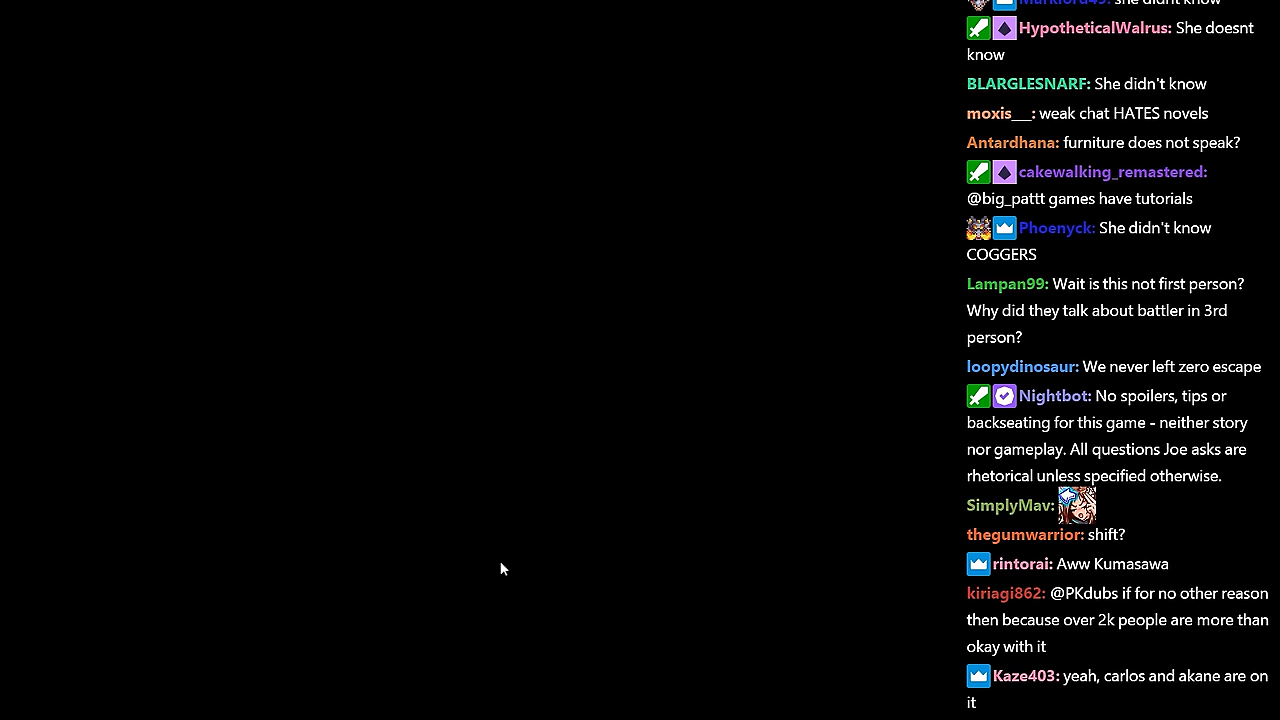 Markiord49: she didnt know
HypotheticalWalrus: She doesnt
know
BLARGLESNARF: She didn't know
moxis___: weak chat HATES novels
Antardhana: furniture does not speak?
cakewalking_remastered:
@big_pattt games have tutorials
Phoenyck: She didn't know
COGGERS
Lampan99: Wait is this not first person?
Why did they talk about battler in 3rd
person?
loopydinosaur: We never left zero escape
Nightbot: No spoilers, tips or
backseating for this game - neither story
nor gameplay. All questions Joe asks are
rhetorical unless specified otherwise.
SimplyMav:
thegumwarrior: shift?
rintorai: Aww Kumasawa
kiriagi862: @PKdubs if for no other reason
then because over 2k people are more than
okay with it
Kaze403: yeah, carlos and akane are on
it